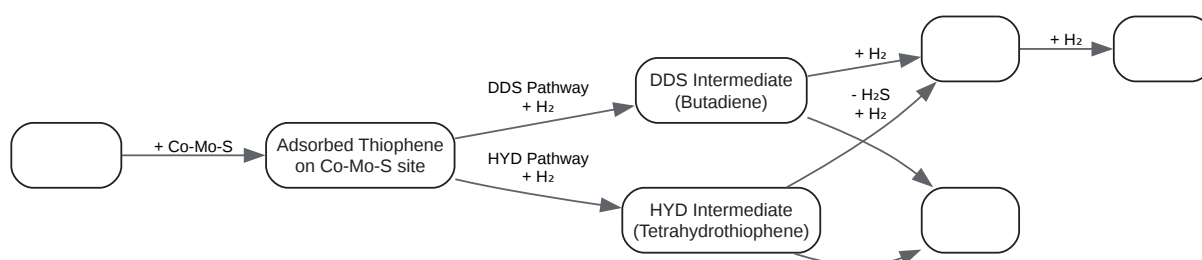 + Co-Mo-S
Adsorbed Thiophene
on Co-Mo-S site
DDS Pathway
+ H₂
HYD Pathway
+ H₂
DDS Intermediate
(Butadiene)
HYD Intermediate
(Tetrahydrothiophene)
+ H₂
- H₂S
+ H₂
+ H₂